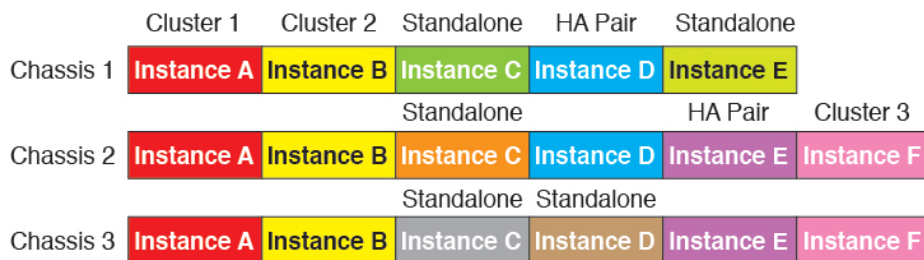 Cluster 1 Cluster 2 Standalone HA Pair Standalone
Chassis 1 Instance A Instance B Instance C Instance D Instance E
Standalone HA Pair Cluster 3
Chassis 2 Instance A Instance B Instance C Instance D Instance E Instance F
Standalone Standalone
Chassis 3 Instance A Instance B Instance C Instance D Instance E Instance F